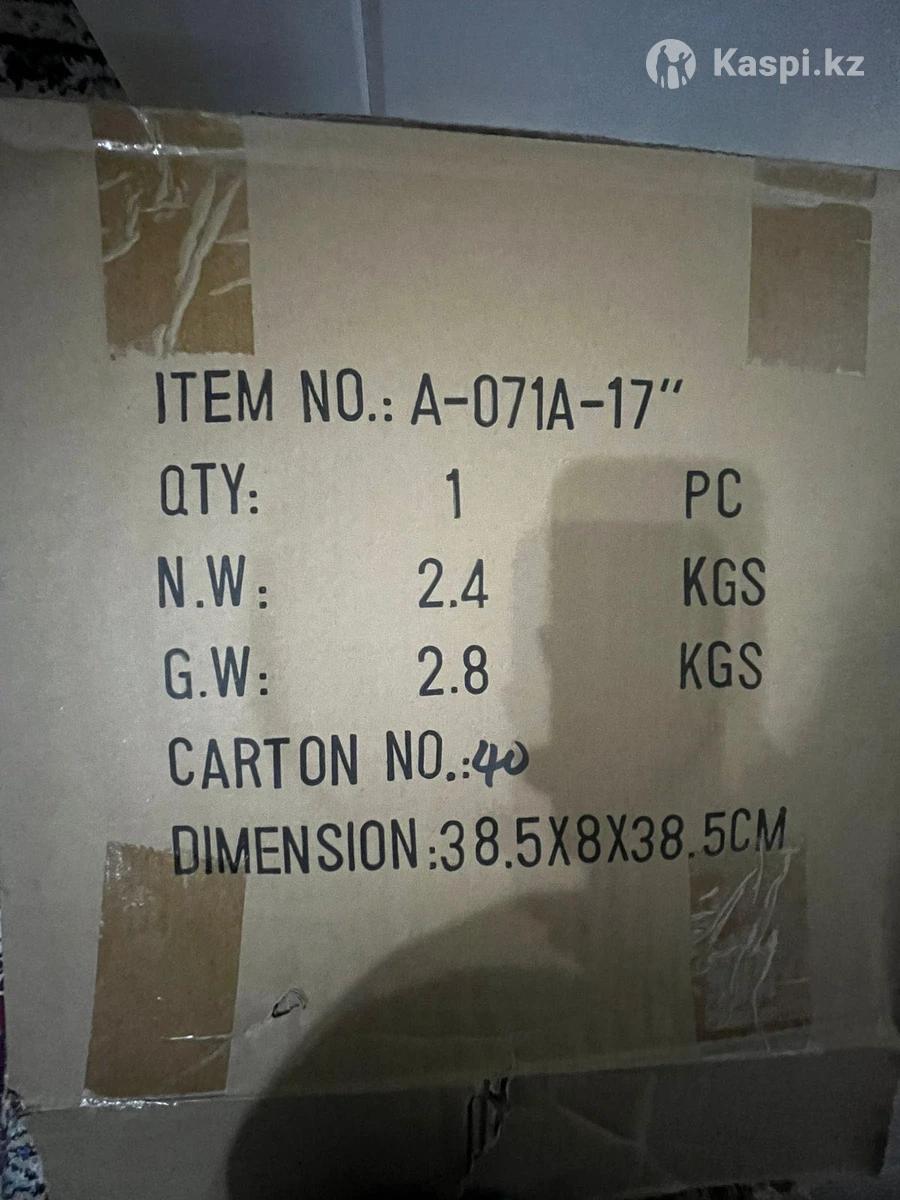 Kaspi.kz
ITEM NO.: A-071A-17"
QTY: 1 PC
N.W: 2.4 KGS
G.W: 2.8 KGS
CARTON NO.:40
DIMENSION:38.5X8X38.5CM